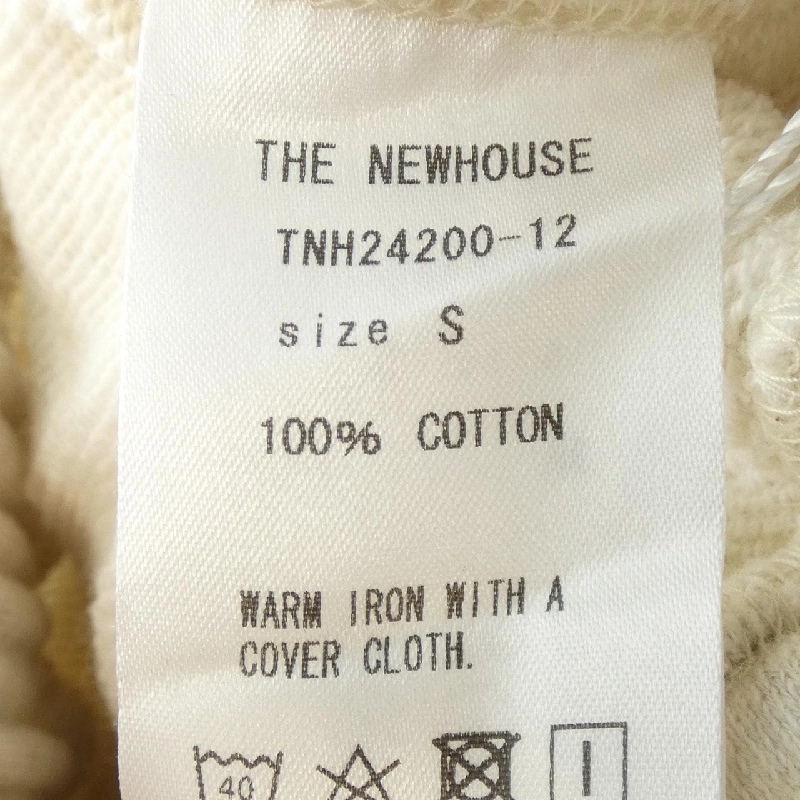 THE NEWHOUSE
TNH24200-12
size S
100% COTTON
WARM IRON WITH A
COVER CLOTH.
40